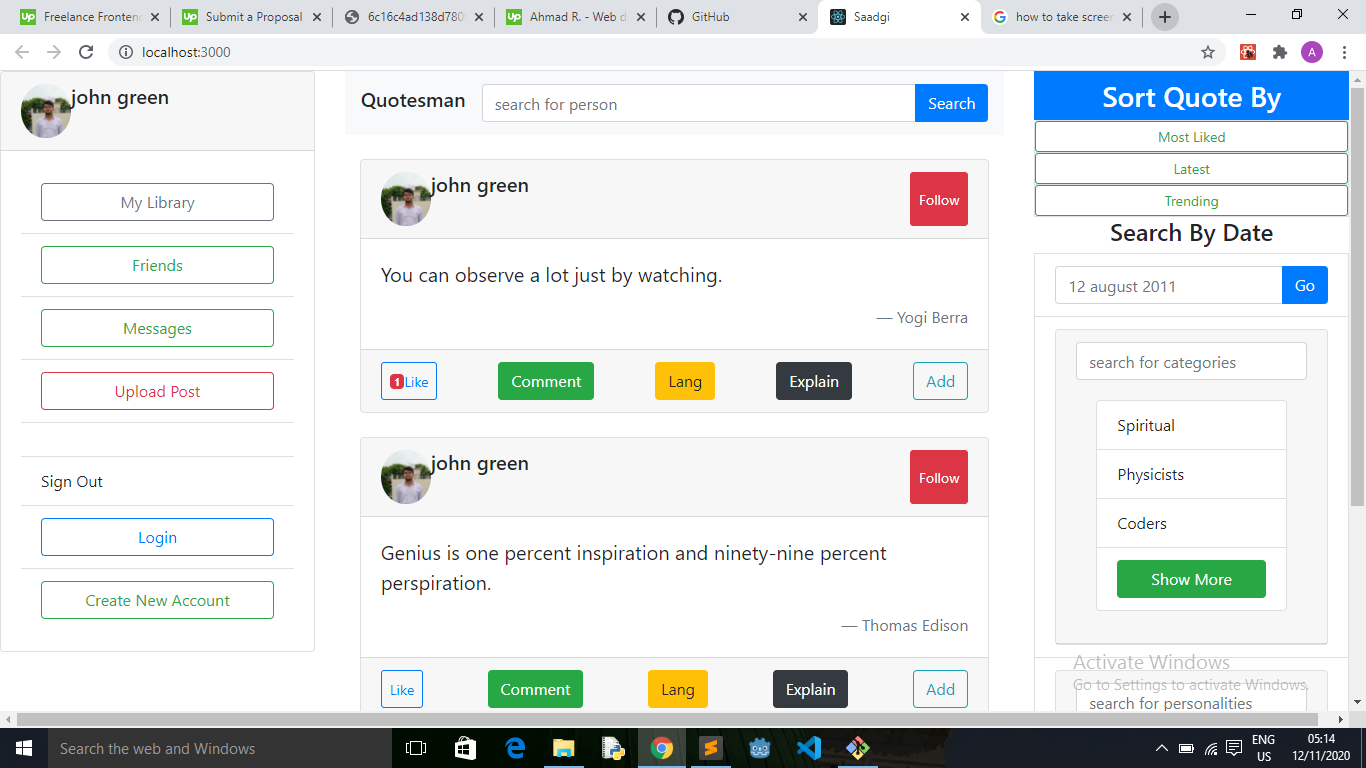 Freelance Fronten
Submit a Proposal
6c16c4ad138d780
Ahmad R. - Web d
GitHub
Saadgi
how to take screer
localhost:3000
A
john green
My Library
Friends
Messages
Upload Post
Sign Out
Login
Create New Account
Quotesman
search for person
Search
john green
Follow
You can observe a lot just by watching.
— Yogi Berra
1 Like
Comment
Lang
Explain
Add
john green
Follow
Genius is one percent inspiration and ninety-nine percent
perspiration.
— Thomas Edison
Like
Comment
Lang
Explain
Add
Sort Quote By
Most Liked
Latest
Trending
Search By Date
12 august 2011
Go
search for categories
Spiritual
Physicists
Coders
Show More
Activate Windows
Go to Settings to activate Windows.
search for personalities
Search the web and Windows
ENG
US
05:14
12/11/2020